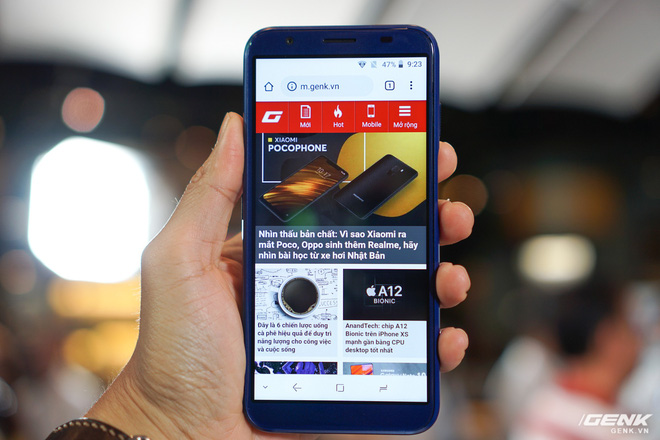 47% 9:23
m.genk.vn 1
G
Mới Hot Mobile Mở rộng
XIAOMI
POCOPHONE
Nhìn thấu bản chất: Vì sao Xiaomi ra
mắt Poco, Oppo sinh thêm Realme, hãy
nhìn bài học từ xe hơi Nhật Bản
A12
BIONIC
Đây là 6 chiến lược uống
cà phê hiệu quả để duy trì
năng lượng cho công việc
và cuộc sống
AnandTech: chip A12
Bionic trên iPhone XS
mạnh gần bằng CPU
desktop tốt nhất
GENK
GENK.VN